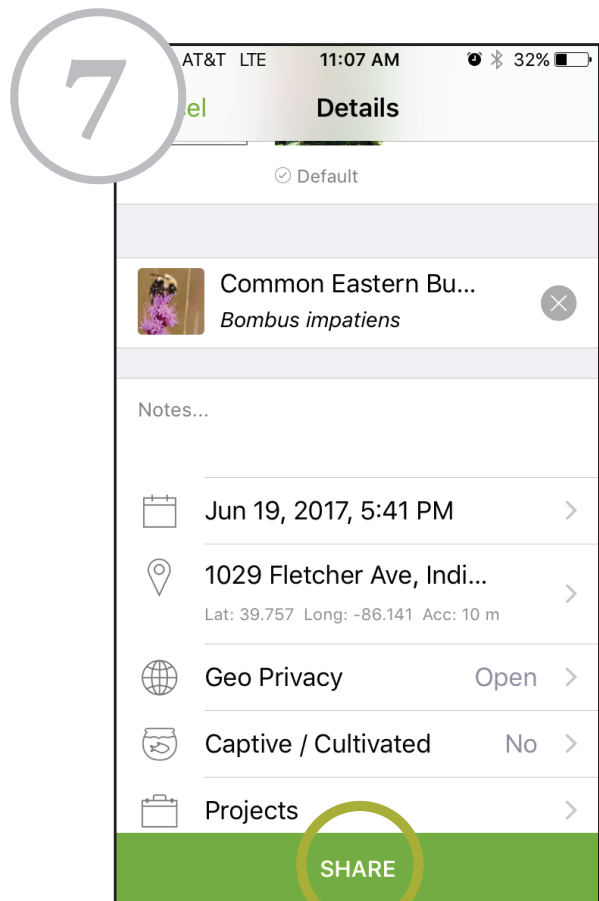 7
AT&T LTE 11:07 AM 32%
el Details
Default
Common Eastern Bu...
Bombus impatiens
Notes...
Jun 19, 2017, 5:41 PM
1029 Fletcher Ave, Indi...
Lat: 39.757 Long: -86.141 Acc: 10 m
Geo Privacy Open
Captive / Cultivated No
Projects
SHARE